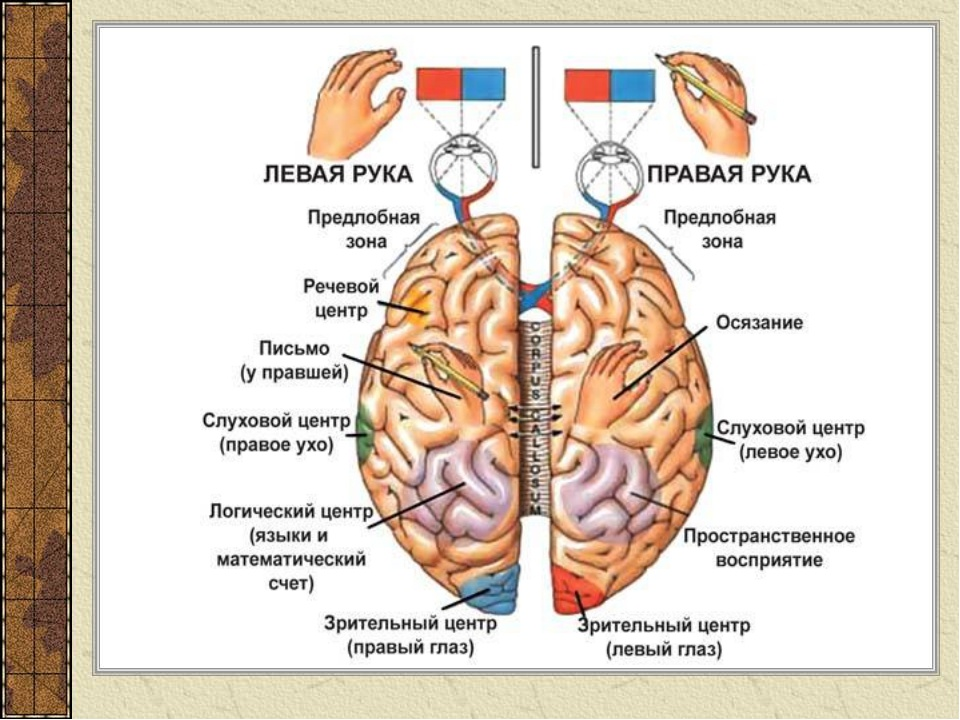 ЛЕВАЯ РУКА
ПРАВАЯ РУКА
Предлобная
зона
Предлобная
зона
Речевой
центр
Осязание
Письмо
(у правшей)
CORPUS CALLOSUM
Слуховой центр
(правое ухо)
Слуховой центр
(левое ухо)
Логический центр
(языки и
математический
счет)
Пространственное
восприятие
Зрительный центр
(правый глаз)
Зрительный центр
(левый глаз)